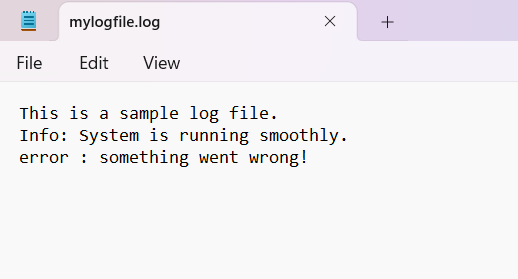 mylogfile.log
File Edit View
This is a sample log file.
Info: System is running smoothly.
error : something went wrong!